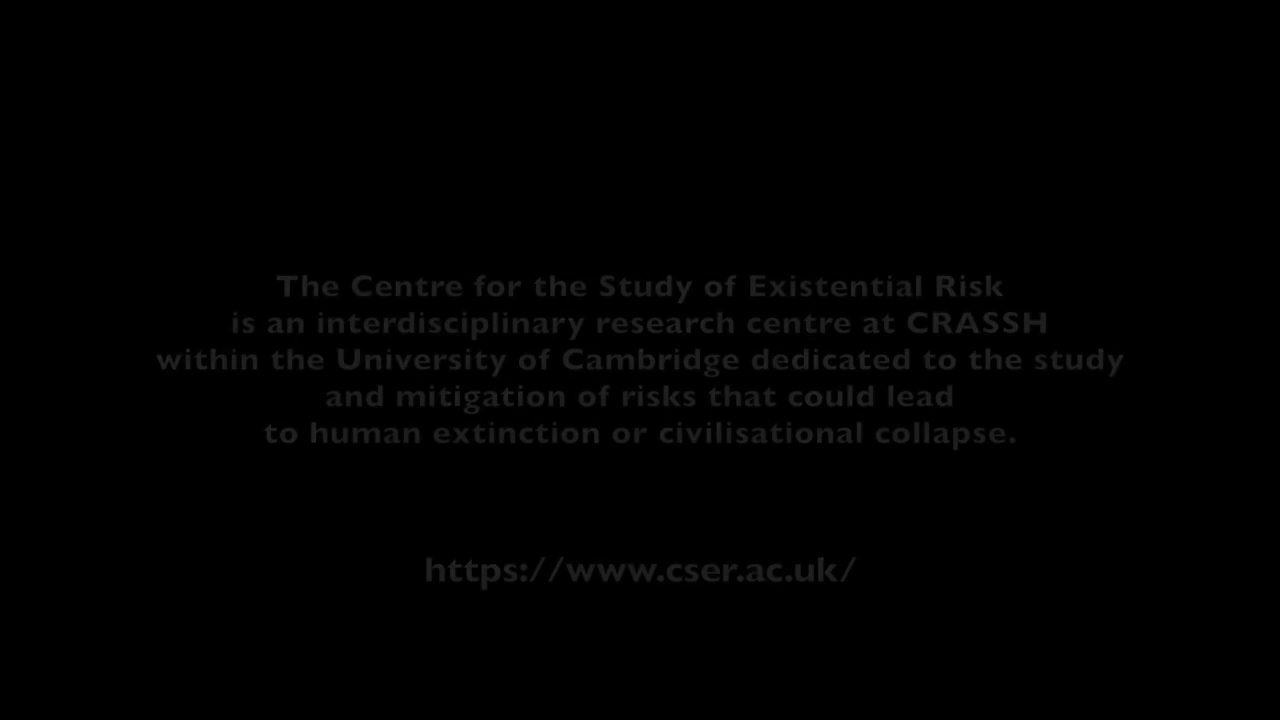 The Centre for the Study of Existential Risk
is an interdisciplinary research centre at CRASSH
within the University of Cambridge dedicated to the study
and mitigation of risks that could lead
to human extinction or civilisational collapse.
https://www.cser.ac.uk/